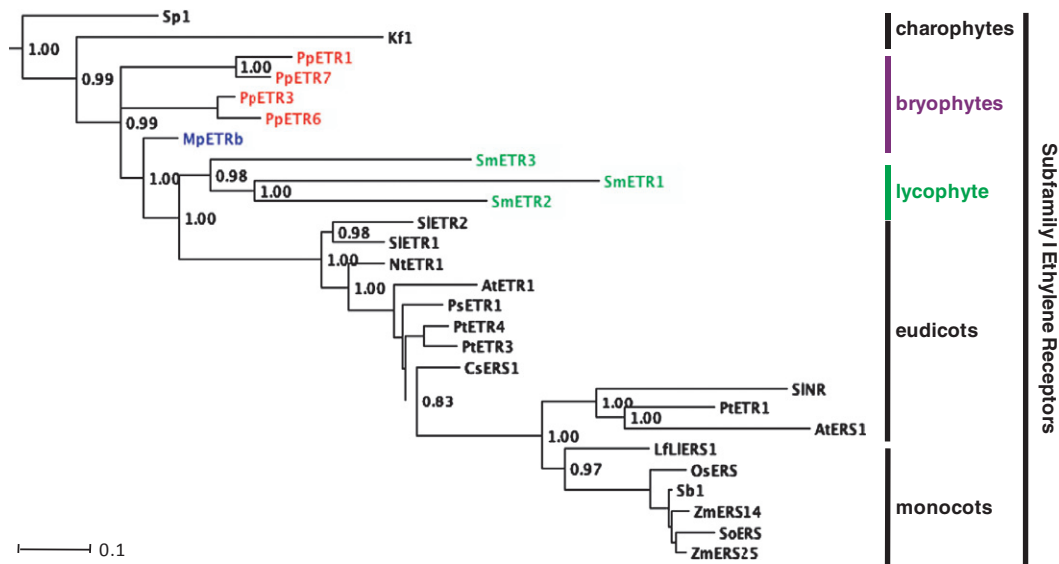 Sp1
1.00
Kf1
charophytes
0.99
PpETR1
1.00
PpETR7
PpETR3
PpETR6
bryophytes
0.99
MpETRb
SmETR3
1.00
0.98
SmETR1
1.00
SmETR2
lycophyte
1.00
SlETR2
0.98
SlETR1
1.00
NtETR1
1.00
AtETR1
PsETR1
PtETR4
PtETR3
eudicots
CsERS1
0.83
SlNR
1.00
PtETR1
1.00
AtERS1
1.00
LfLlERS1
0.97
OsERS
Sb1
ZmERS14
monocots
SoERS
ZmERS25
0.1
Subfamily I Ethylene Receptors